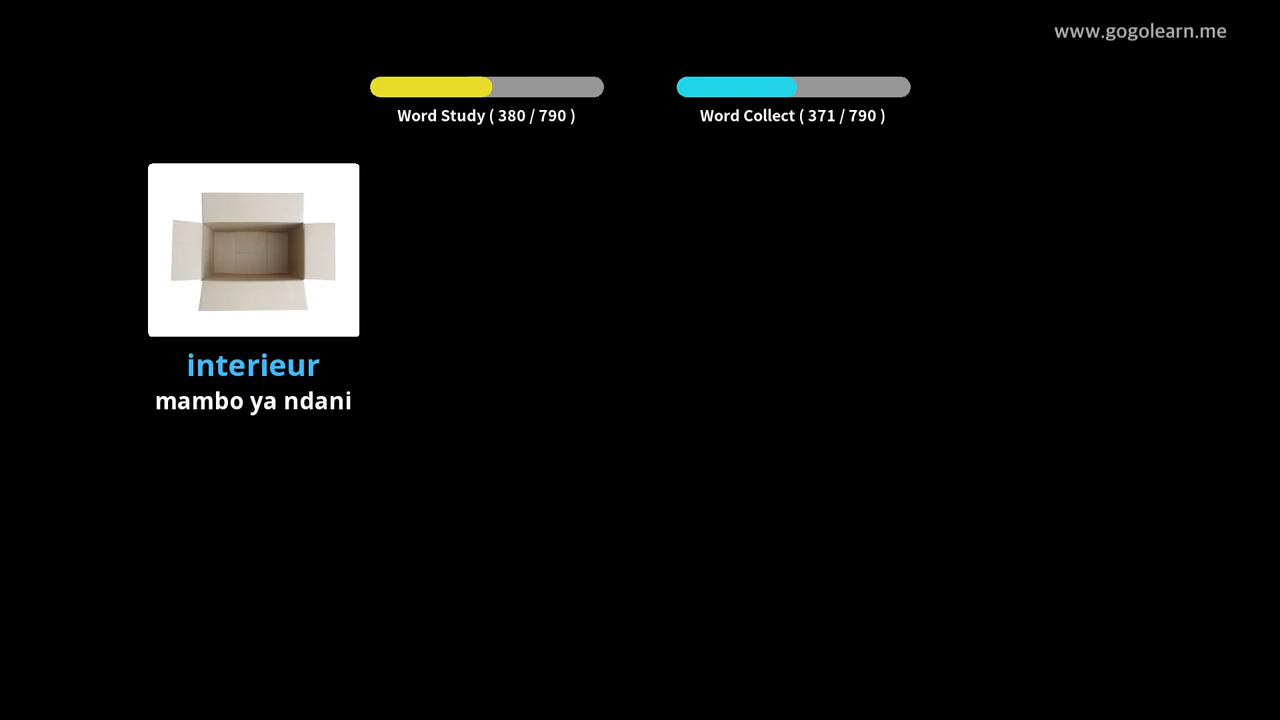 www.gogolearn.me
Word Study ( 380 / 790 )
Word Collect ( 371 / 790 )
interieur
mambo ya ndani